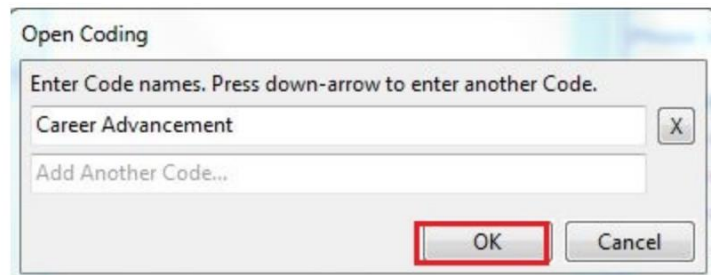 Open Coding
Enter Code names. Press down-arrow to enter another Code.
Career Advancement
X
Add Another Code...
OK
Cancel